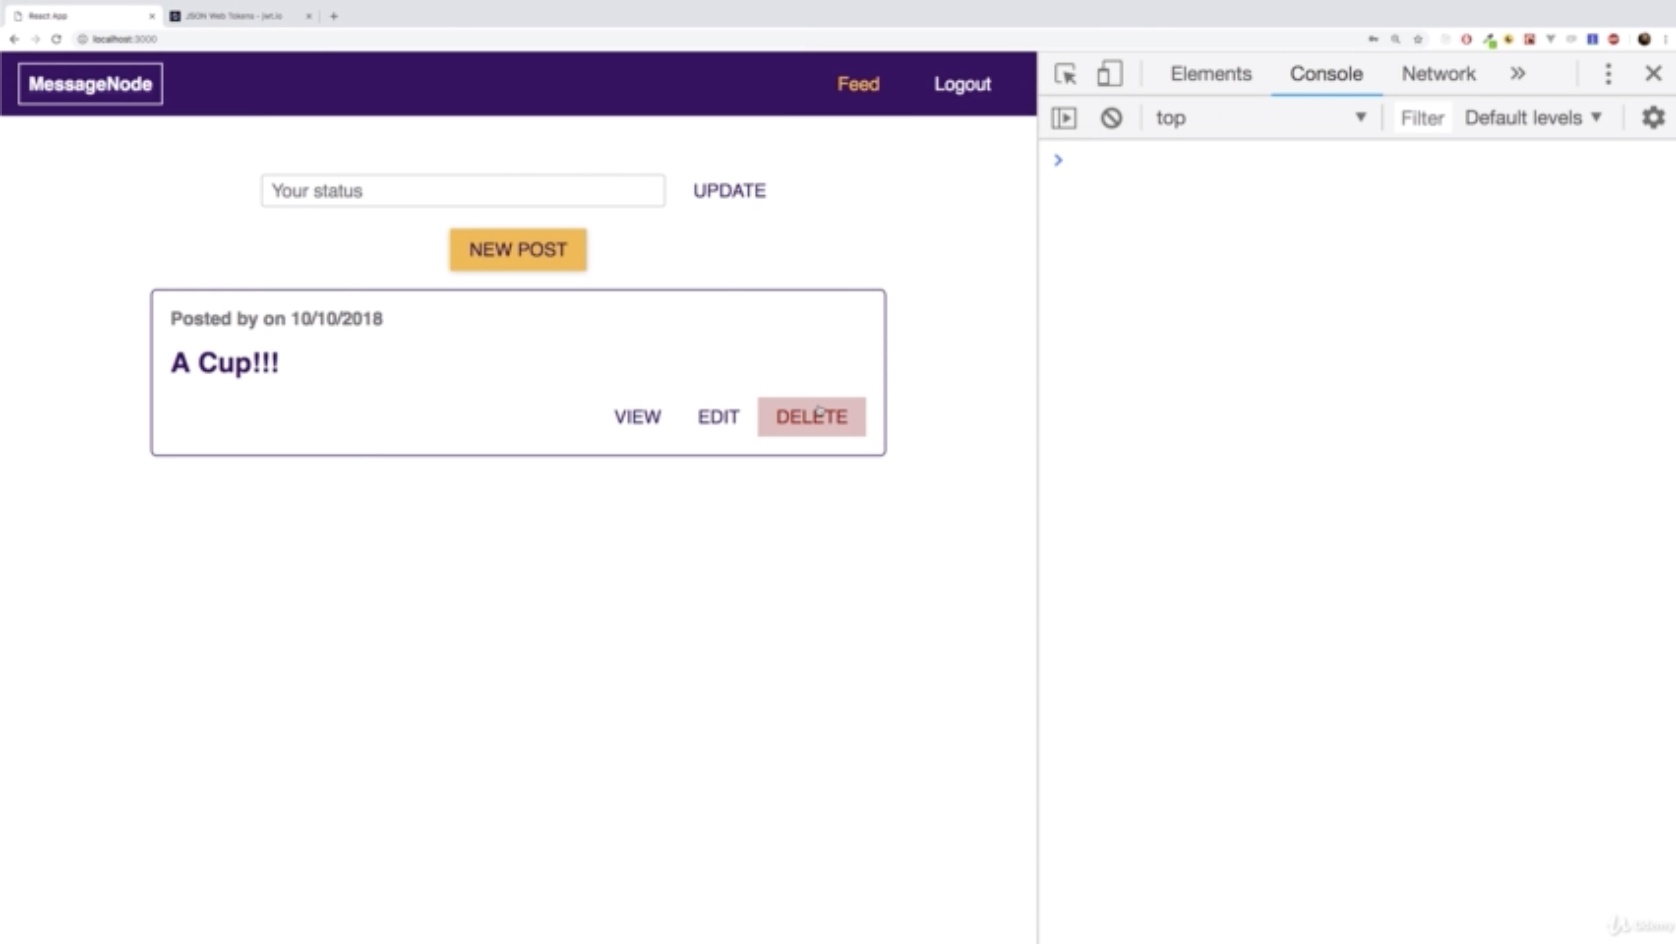 React App
JSON Web Tokens - jwt.io
localhost:3000
MessageNode
Feed
Logout
Elements
Console
Network
top
Filter
Default levels
Your status
UPDATE
NEW POST
Posted by on 10/10/2018
A Cup!!!
VIEW
EDIT
DELETE
Udemy